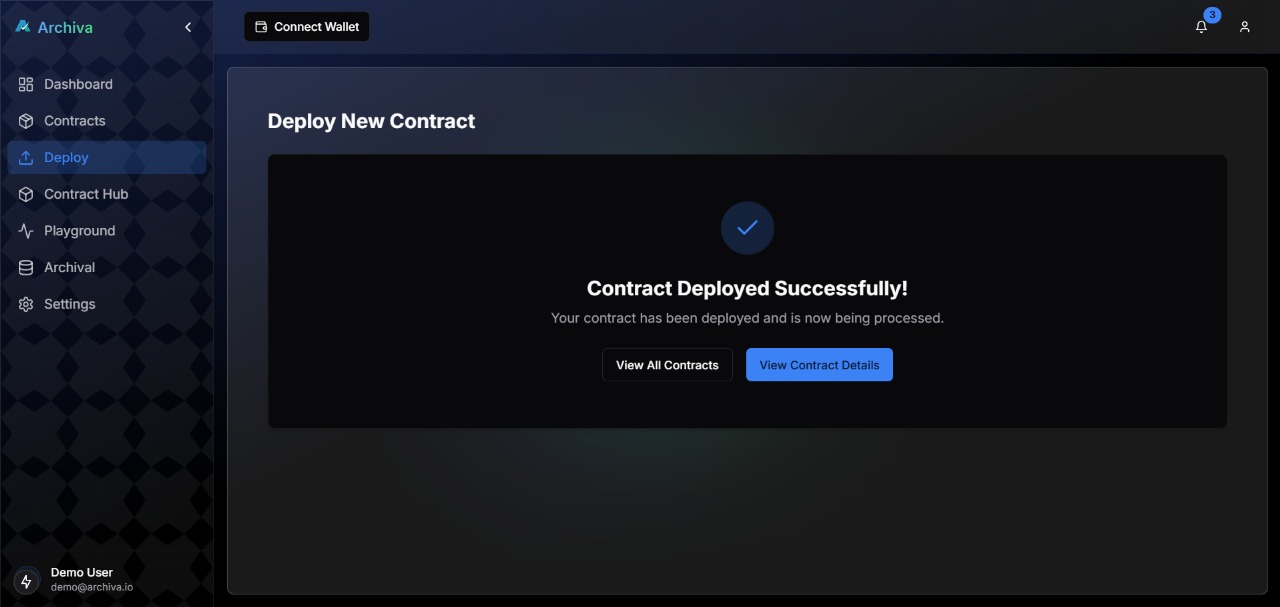 Archiva
Connect Wallet
3
Dashboard
Contracts
Deploy
Contract Hub
Playground
Archival
Settings
Deploy New Contract
Contract Deployed Successfully!
Your contract has been deployed and is now being processed.
View All Contracts
View Contract Details
Demo User
demo@archiva.io